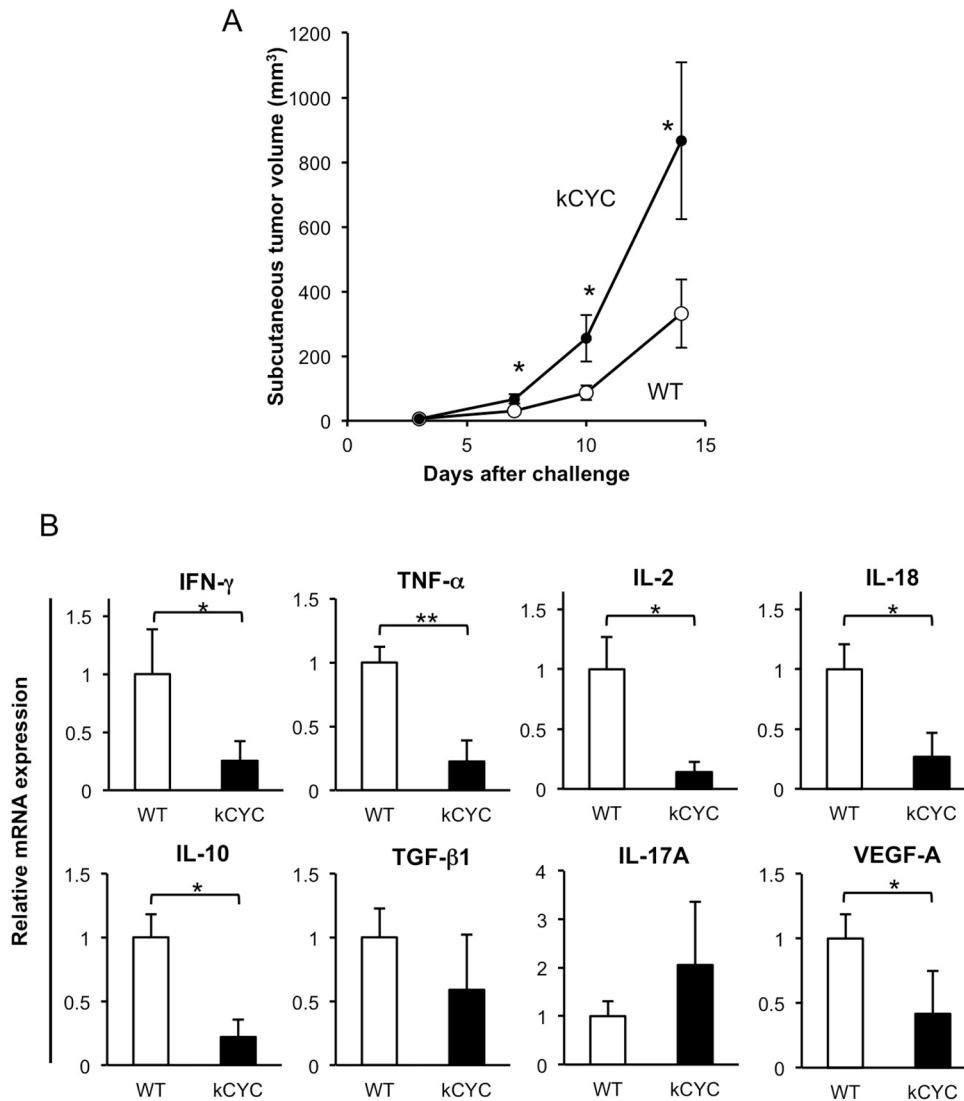 A
Subcutaneous tumor volume (mm³)
1200
1000
800
600
400
200
0
0 5 10 15
Days after challenge
kCYC
WT
*
*
*
B
Relative mRNA expression
IFN-γ
1.5
1
0.5
0
*
WT kCYC
TNF-α
1.5
1
0.5
0
**
WT kCYC
IL-2
1.5
1
0.5
0
*
WT kCYC
IL-18
1.5
1
0.5
0
*
WT kCYC
IL-10
1.5
1
0.5
0
*
WT kCYC
TGF-β1
1.5
1
0.5
0
WT kCYC
IL-17A
4
3
2
1
0
WT kCYC
VEGF-A
1.5
1
0.5
0
*
WT kCYC